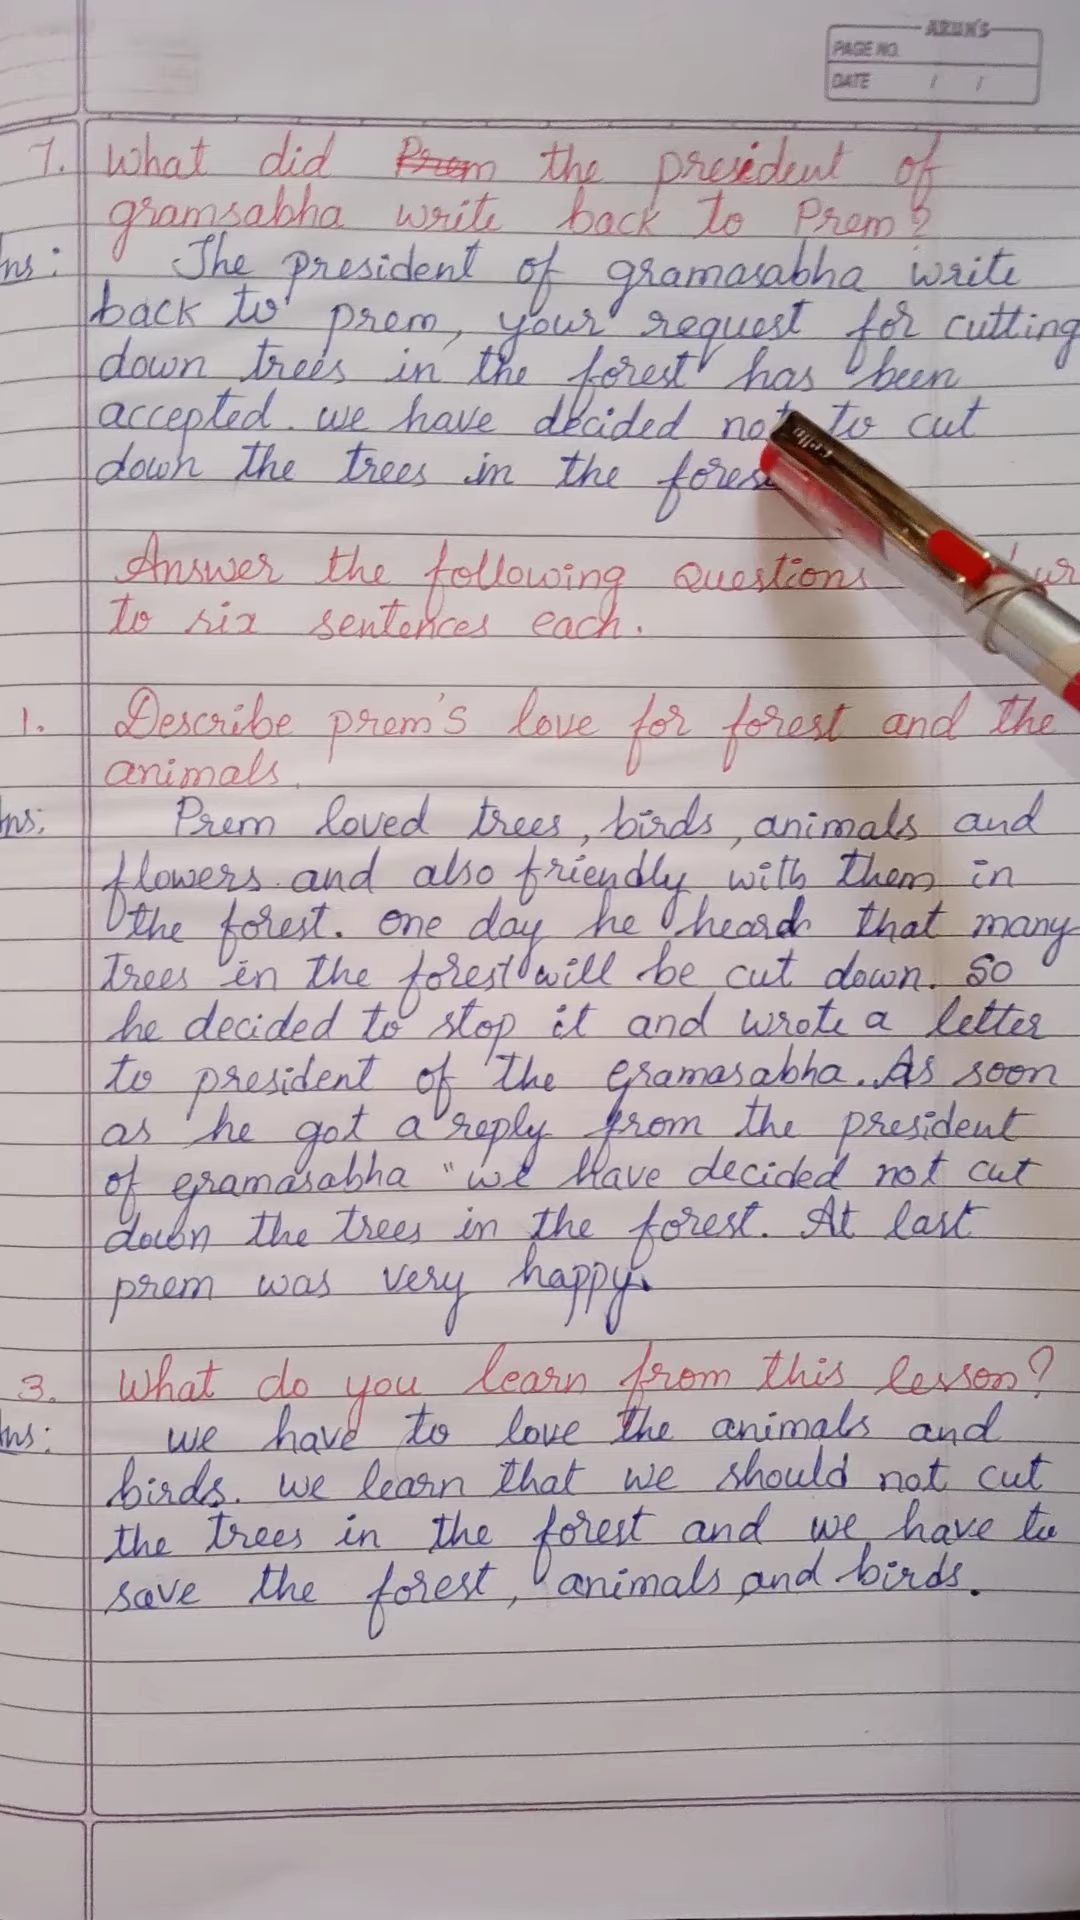 ARUN'S
PAGE NO.
DATE / /
7. What did the president of
gramsabha write back to Prem?
ns: The president of gramasabha write
back to prem, your request for cutting
down trees in the forest has been
accepted. we have decided not to cut
down the trees in the fores
Answer the following Questions
to six sentences each.
1. Describe prem's love for forest and the
animals.
ns: Prem loved trees, birds, animals and
flowers and also friendly with them in
the forest. one day he heard that many
trees in the forest will be cut down. So
he decided to stop it and wrote a letter
to president of the gramasabha. As soon
as he got a reply from the president
of gramasabha "we have decided not cut
down the trees in the forest. At last
prem was very happy.
3. What do you learn from this lesson?
ns: we have to love the animals and
birds. we learn that we should not cut
the trees in the forest and we have to
save the forest, animals and birds.